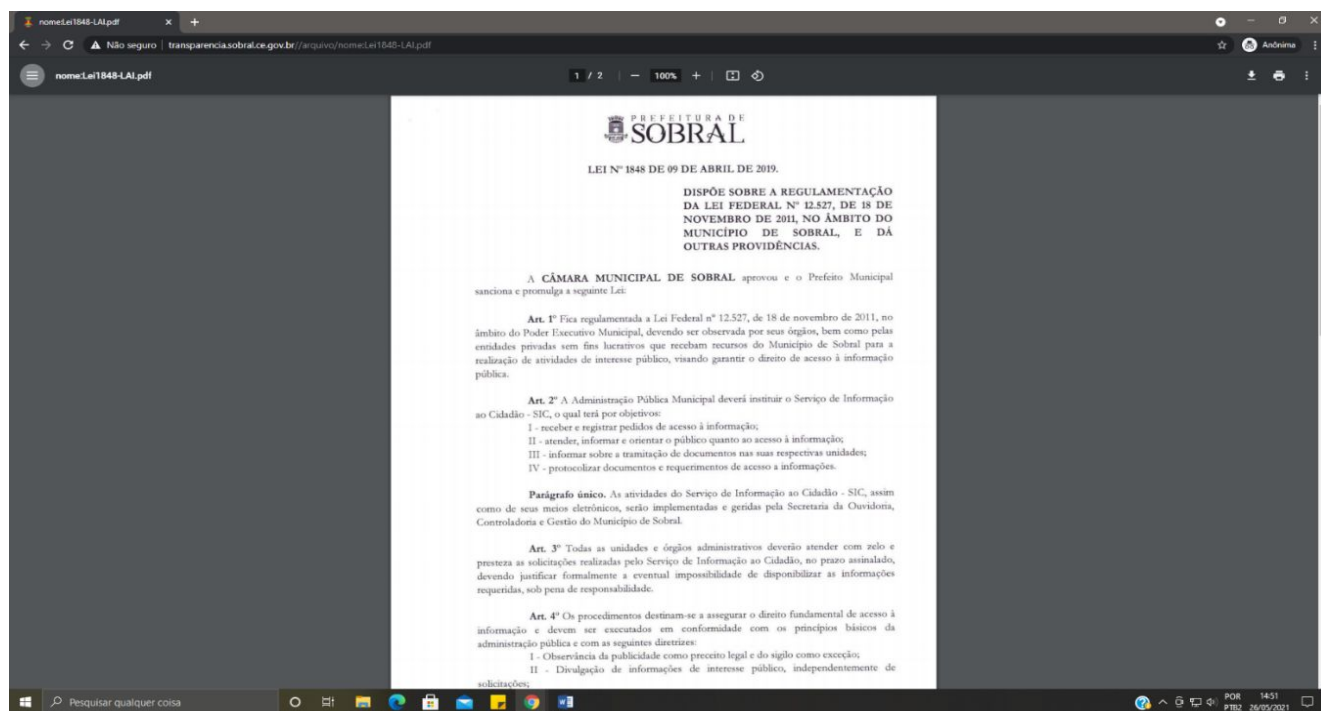 nome:Lei1848-LAI.pdf
Não seguro | transparencia.sobral.ce.gov.br//arquivo/nome:Lei1848-LAI.pdf
Anônima
nome:Lei1848-LAI.pdf
1 / 2
100%
PREFEITURA DE
SOBRAL
LEI Nº 1848 DE 09 DE ABRIL DE 2019.
DISPÕE SOBRE A REGULAMENTAÇÃO
DA LEI FEDERAL Nº 12.527, DE 18 DE
NOVEMBRO DE 2011, NO ÂMBITO DO
MUNICÍPIO DE SOBRAL, E DÁ
OUTRAS PROVIDÊNCIAS.
A CÂMARA MUNICIPAL DE SOBRAL aprovou e o Prefeito Municipal
sanciona e promulga a seguinte Lei:
Art. 1º Fica regulamentada a Lei Federal nº 12.527, de 18 de novembro de 2011, no
âmbito do Poder Executivo Municipal, devendo ser observada por seus órgãos, bem como pelas
entidades privadas sem fins lucrativos que recebam recursos do Município de Sobral para a
realização de atividades de interesse público, visando garantir o direito de acesso à informação
pública.
Art. 2º A Administração Pública Municipal deverá instituir o Serviço de Informação
ao Cidadão - SIC, o qual terá por objetivos:
I - receber e registrar pedidos de acesso à informação;
II - atender, informar e orientar o público quanto ao acesso à informação;
III - informar sobre a tramitação de documentos nas suas respectivas unidades;
IV - protocolizar documentos e requerimentos de acesso a informações.
Parágrafo único. As atividades do Serviço de Informação ao Cidadão - SIC, assim
como de seus meios eletrônicos, serão implementadas e geridas pela Secretaria da Ouvidoria,
Controladoria e Gestão do Município de Sobral.
Art. 3º Todas as unidades e órgãos administrativos deverão atender com zelo e
presteza as solicitações realizadas pelo Serviço de Informação ao Cidadão, no prazo assinalado,
devendo justificar formalmente a eventual impossibilidade de disponibilizar as informações
requeridas, sob pena de responsabilidade.
Art. 4º Os procedimentos destinam-se a assegurar o direito fundamental de acesso à
informação e devem ser executados em conformidade com os princípios básicos da
administração pública e com as seguintes diretrizes:
I - Observância da publicidade como preceito legal e do sigilo como exceção;
II - Divulgação de informações de interesse público, independentemente de
solicitações;
Pesquisar qualquer coisa
POR
PTB2
14:51
26/05/2021